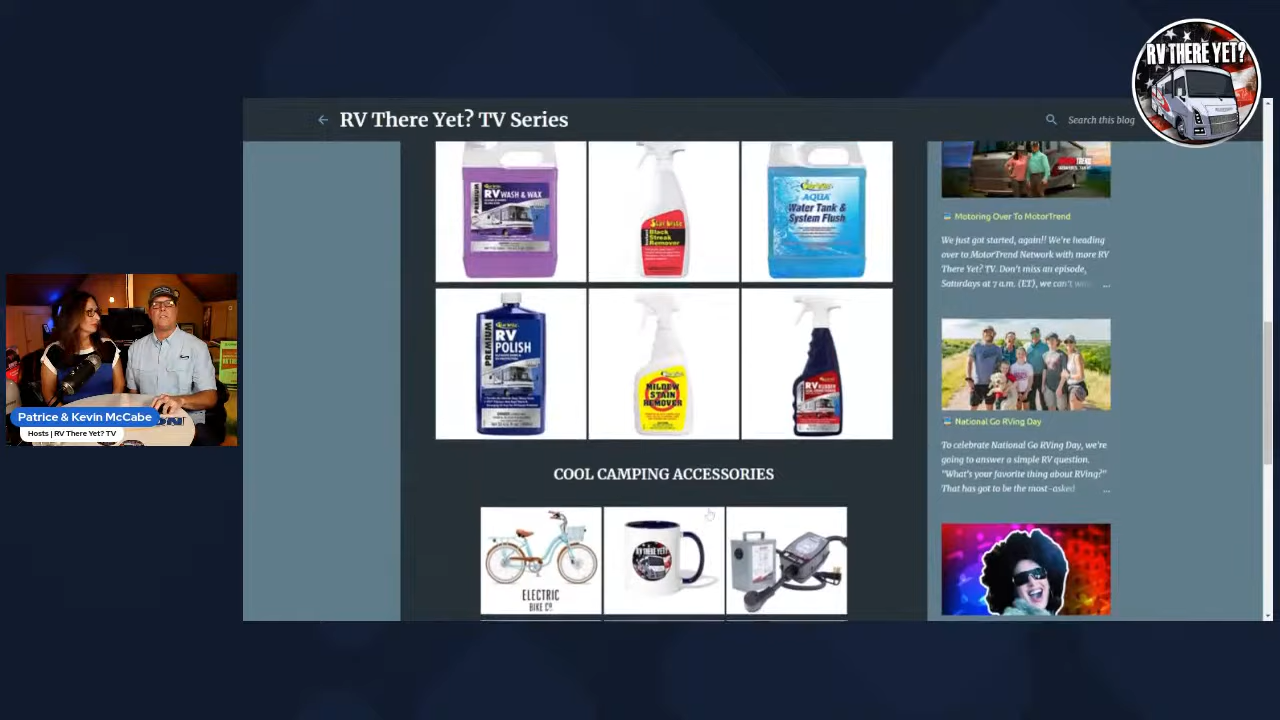 RV THERE YET?
RV There Yet? TV Series
Search this blog
RV WASH & WAX
PREMIUM
Star brite
Black
Streak
Remover
AQUA
Water Tank &
System Flush
Motoring Over To MotorTrend
We just got started, again!! We're heading
over to MotorTrend Network with more RV
There Yet? TV. Don't miss an episode,
Saturdays at 7 a.m. (ET), we can't
...
PREMIUM
RV
POLISH
MILDEW
STAIN
REMOVER
RV
National Go RVing Day
To celebrate National Go RVing Day, we're
going to answer a simple RV question.
"What's your favorite thing about RVing?"
That has got to be the most-asked
...
Patrice & Kevin McCabe
Hosts | RV There Yet? TV
COOL CAMPING ACCESSORIES
ELECTRIC
BIKE CO.
RV THERE YET?